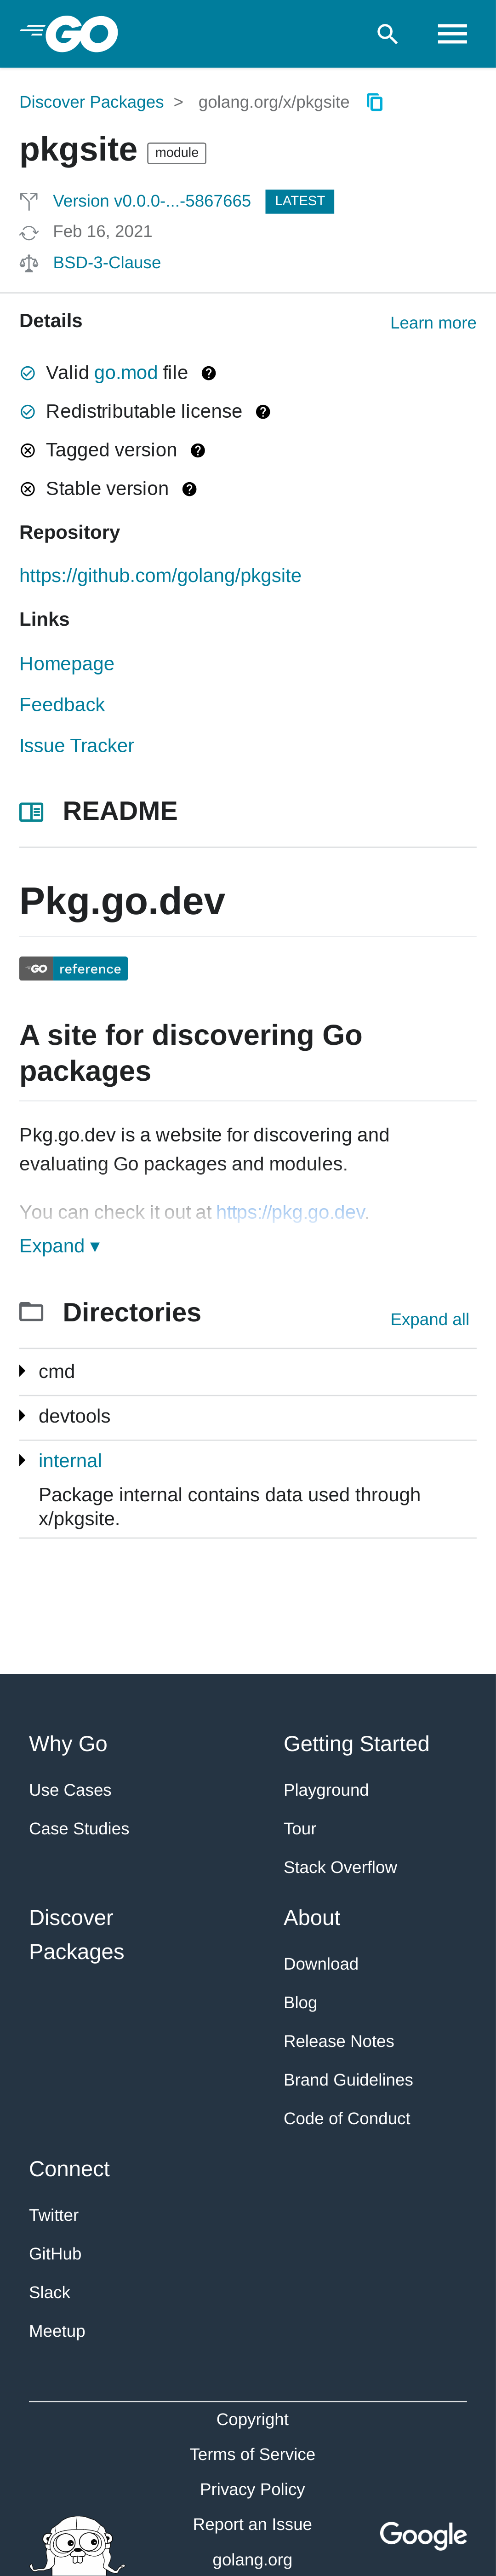 GO
Discover Packages > golang.org/x/pkgsite
pkgsite module
Version v0.0.0-...-5867665 LATEST
Feb 16, 2021
BSD-3-Clause
Details Learn more
Valid go.mod file
Redistributable license
Tagged version
Stable version
Repository
https://github.com/golang/pkgsite
Links
Homepage
Feedback
Issue Tracker
README
Pkg.go.dev
GO reference
A site for discovering Go
packages
Pkg.go.dev is a website for discovering and
evaluating Go packages and modules.
You can check it out at https://pkg.go.dev.
Expand ▾
Directories Expand all
cmd
devtools
internal
Package internal contains data used through
x/pkgsite.
Why Go
Use Cases
Case Studies
Getting Started
Playground
Tour
Stack Overflow
Discover
Packages
About
Download
Blog
Release Notes
Brand Guidelines
Code of Conduct
Connect
Twitter
GitHub
Slack
Meetup
Copyright
Terms of Service
Privacy Policy
Report an Issue
golang.org
Google